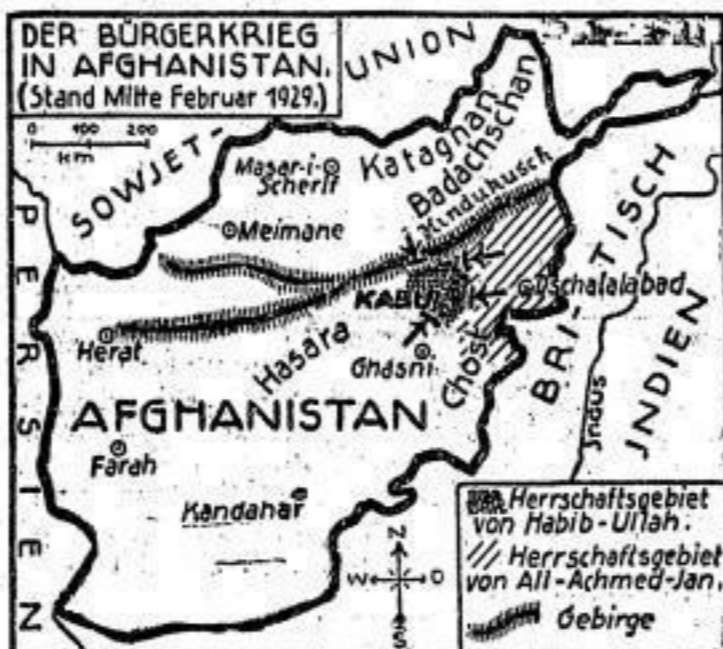 DER BÜRGERKRIEG
IN AFGHANISTAN.
(Stand Mitte Februar 1929.)
0 100 200
km
SOWJET-
UNION
Kataghan
Badachschan
Masar-i-
Scherif
Meimane
Hindukusch
PERSIEN
KABUL
Dschalalabad
Herat
Hasara
Ghasni
Chost
BRITISCH
INDIEN
Indus
AFGHANISTAN
Farah
Kandahar
N
W O
S
Herrschaftsgebiet
von Habib-Ullah.
Herrschaftsgebiet
von Ali-Achmed-Jan.
Gebirge